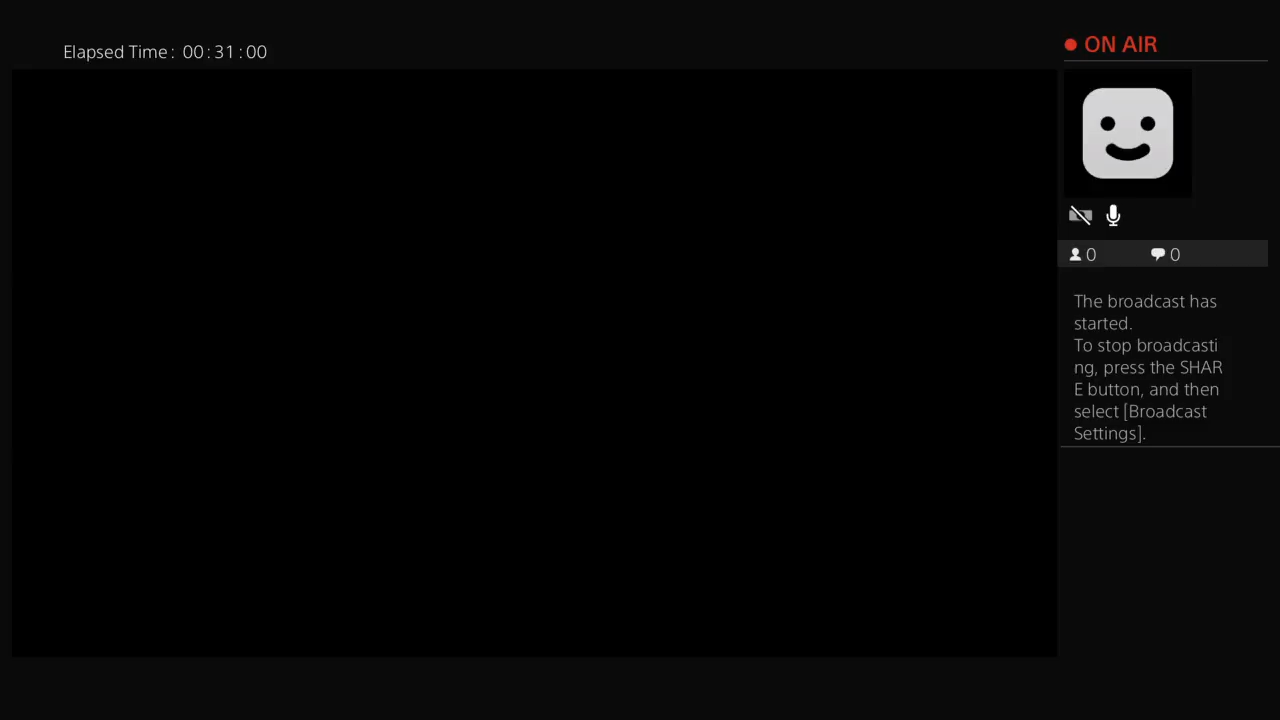 Elapsed Time: 00:31:00
ON AIR
0 0
The broadcast has
started.
To stop broadcasti
ng, press the SHAR
E button, and then
select [Broadcast
Settings].